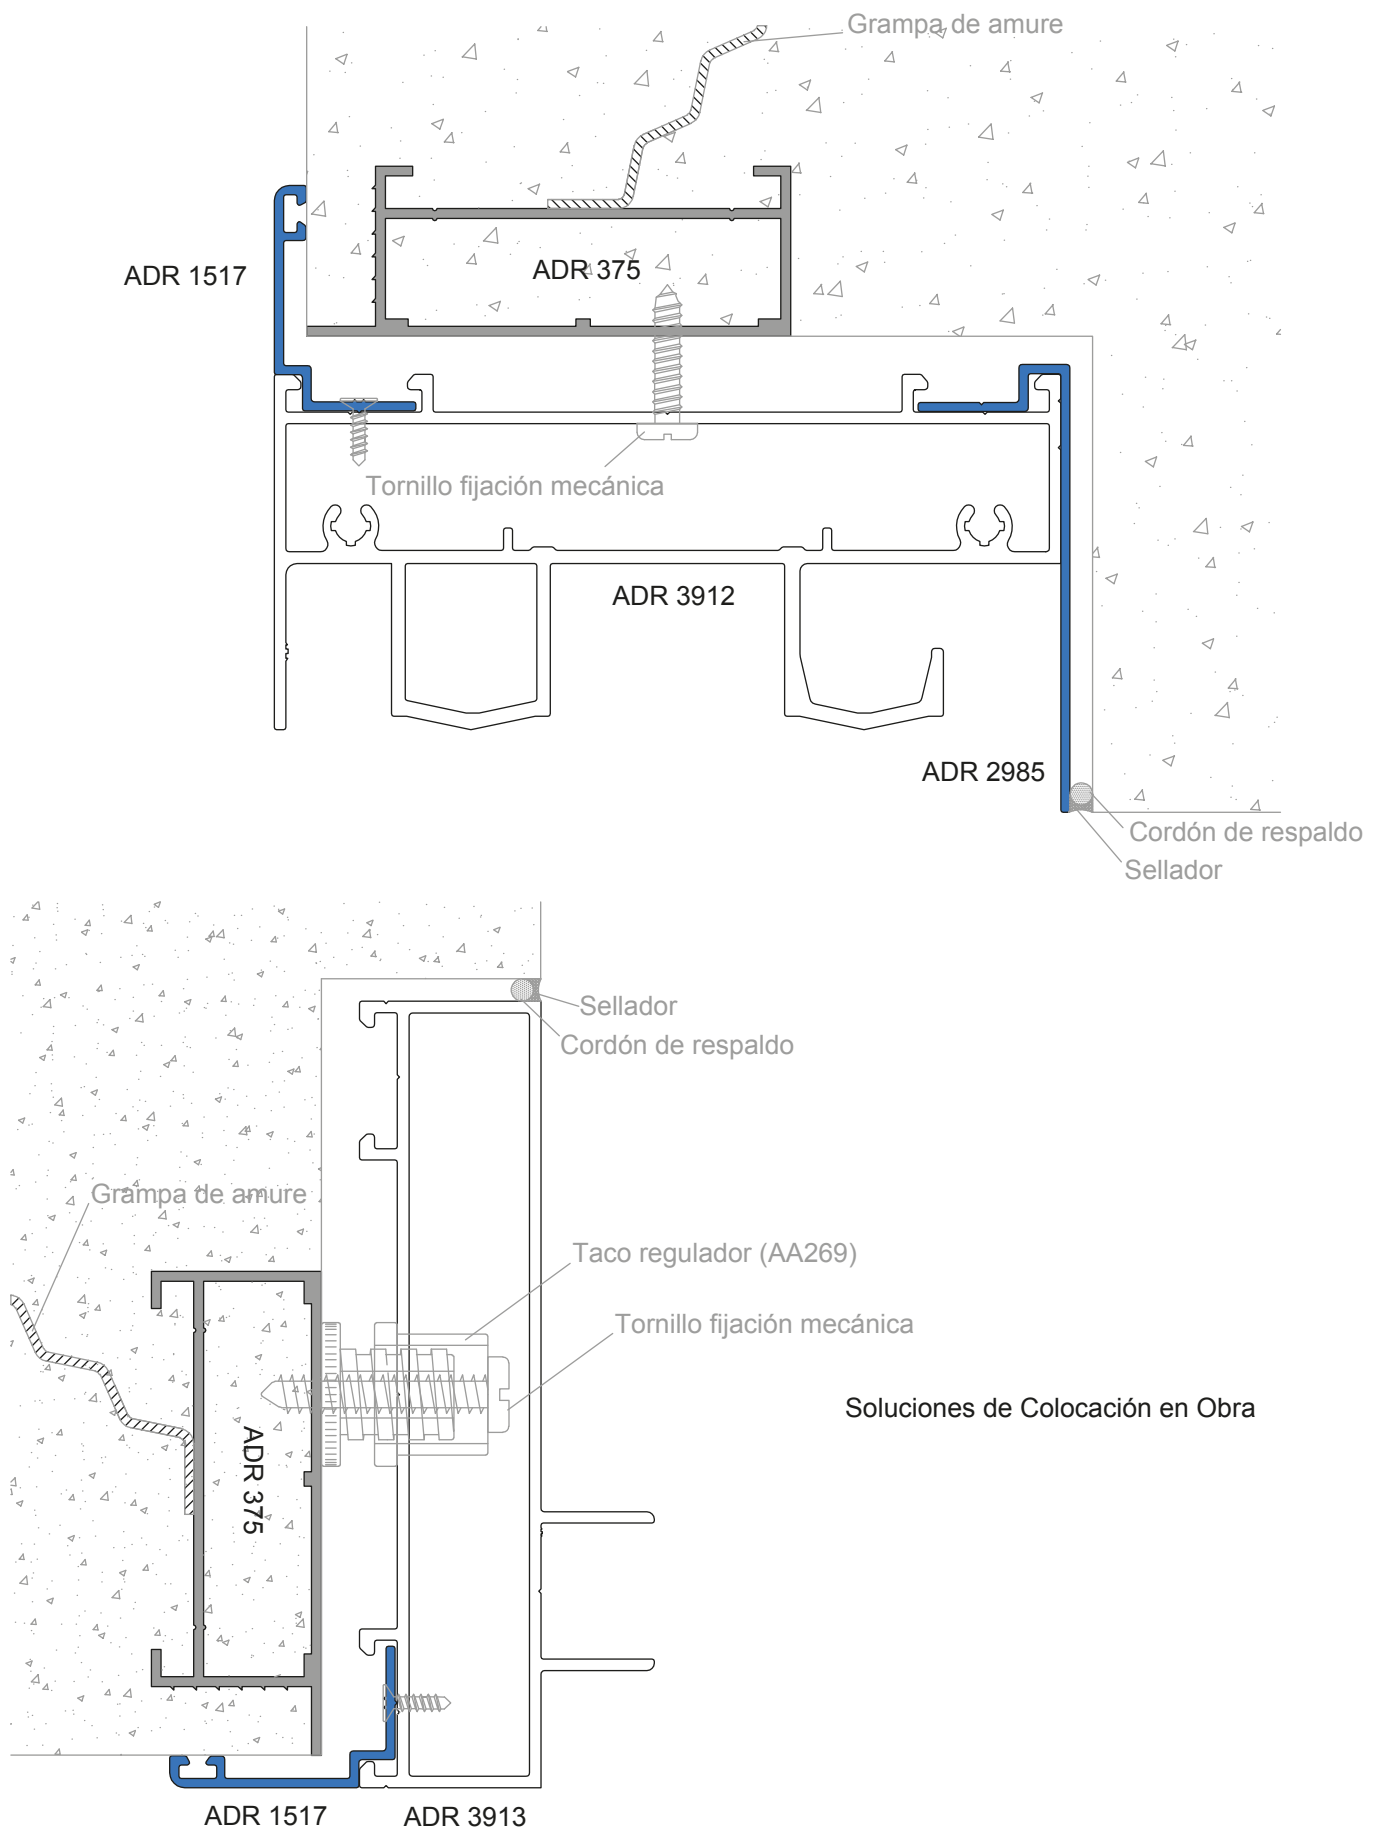 Grampa de amure
ADR 1517
ADR 375
Tornillo fijación mecánica
ADR 3912
ADR 2985
Cordón de respaldo
Sellador
Sellador
Cordón de respaldo
Grampa de amure
Taco regulador (AA269)
Tornillo fijación mecánica
Soluciones de Colocación en Obra
ADR 375
ADR 1517
ADR 3913